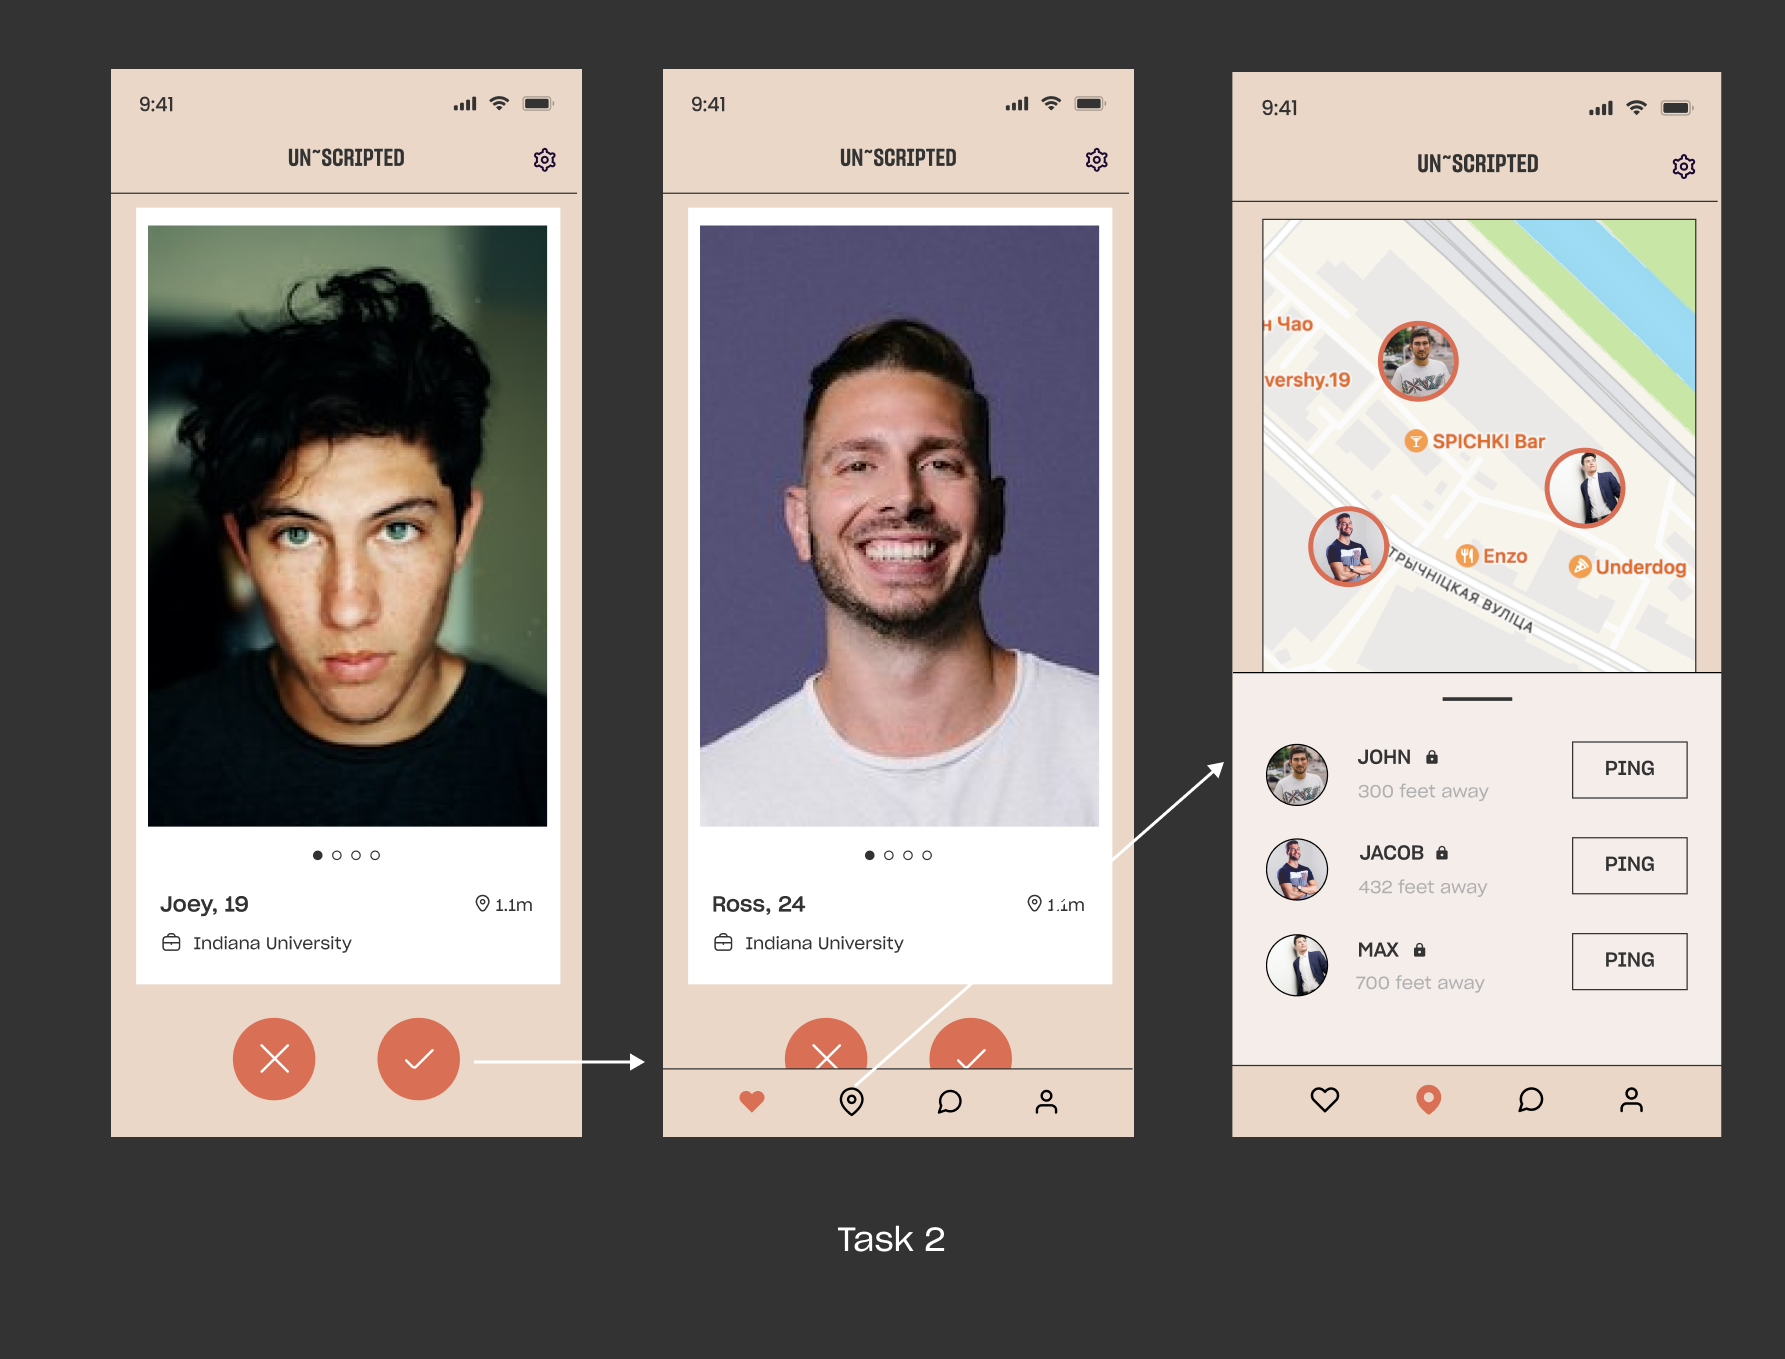 9:41
UN~SCRIPTED
Joey, 19
1.1m
Indiana University
9:41
UN~SCRIPTED
Ross, 24
1.1m
Indiana University
9:41
UN~SCRIPTED
н Чао
vershy.19
SPICHKI Bar
Enzo
Underdog
ТРЫЧНІЦКАЯ ВУЛІЦА
JOHN
300 feet away
PING
JACOB
432 feet away
PING
MAX
700 feet away
PING
Task 2